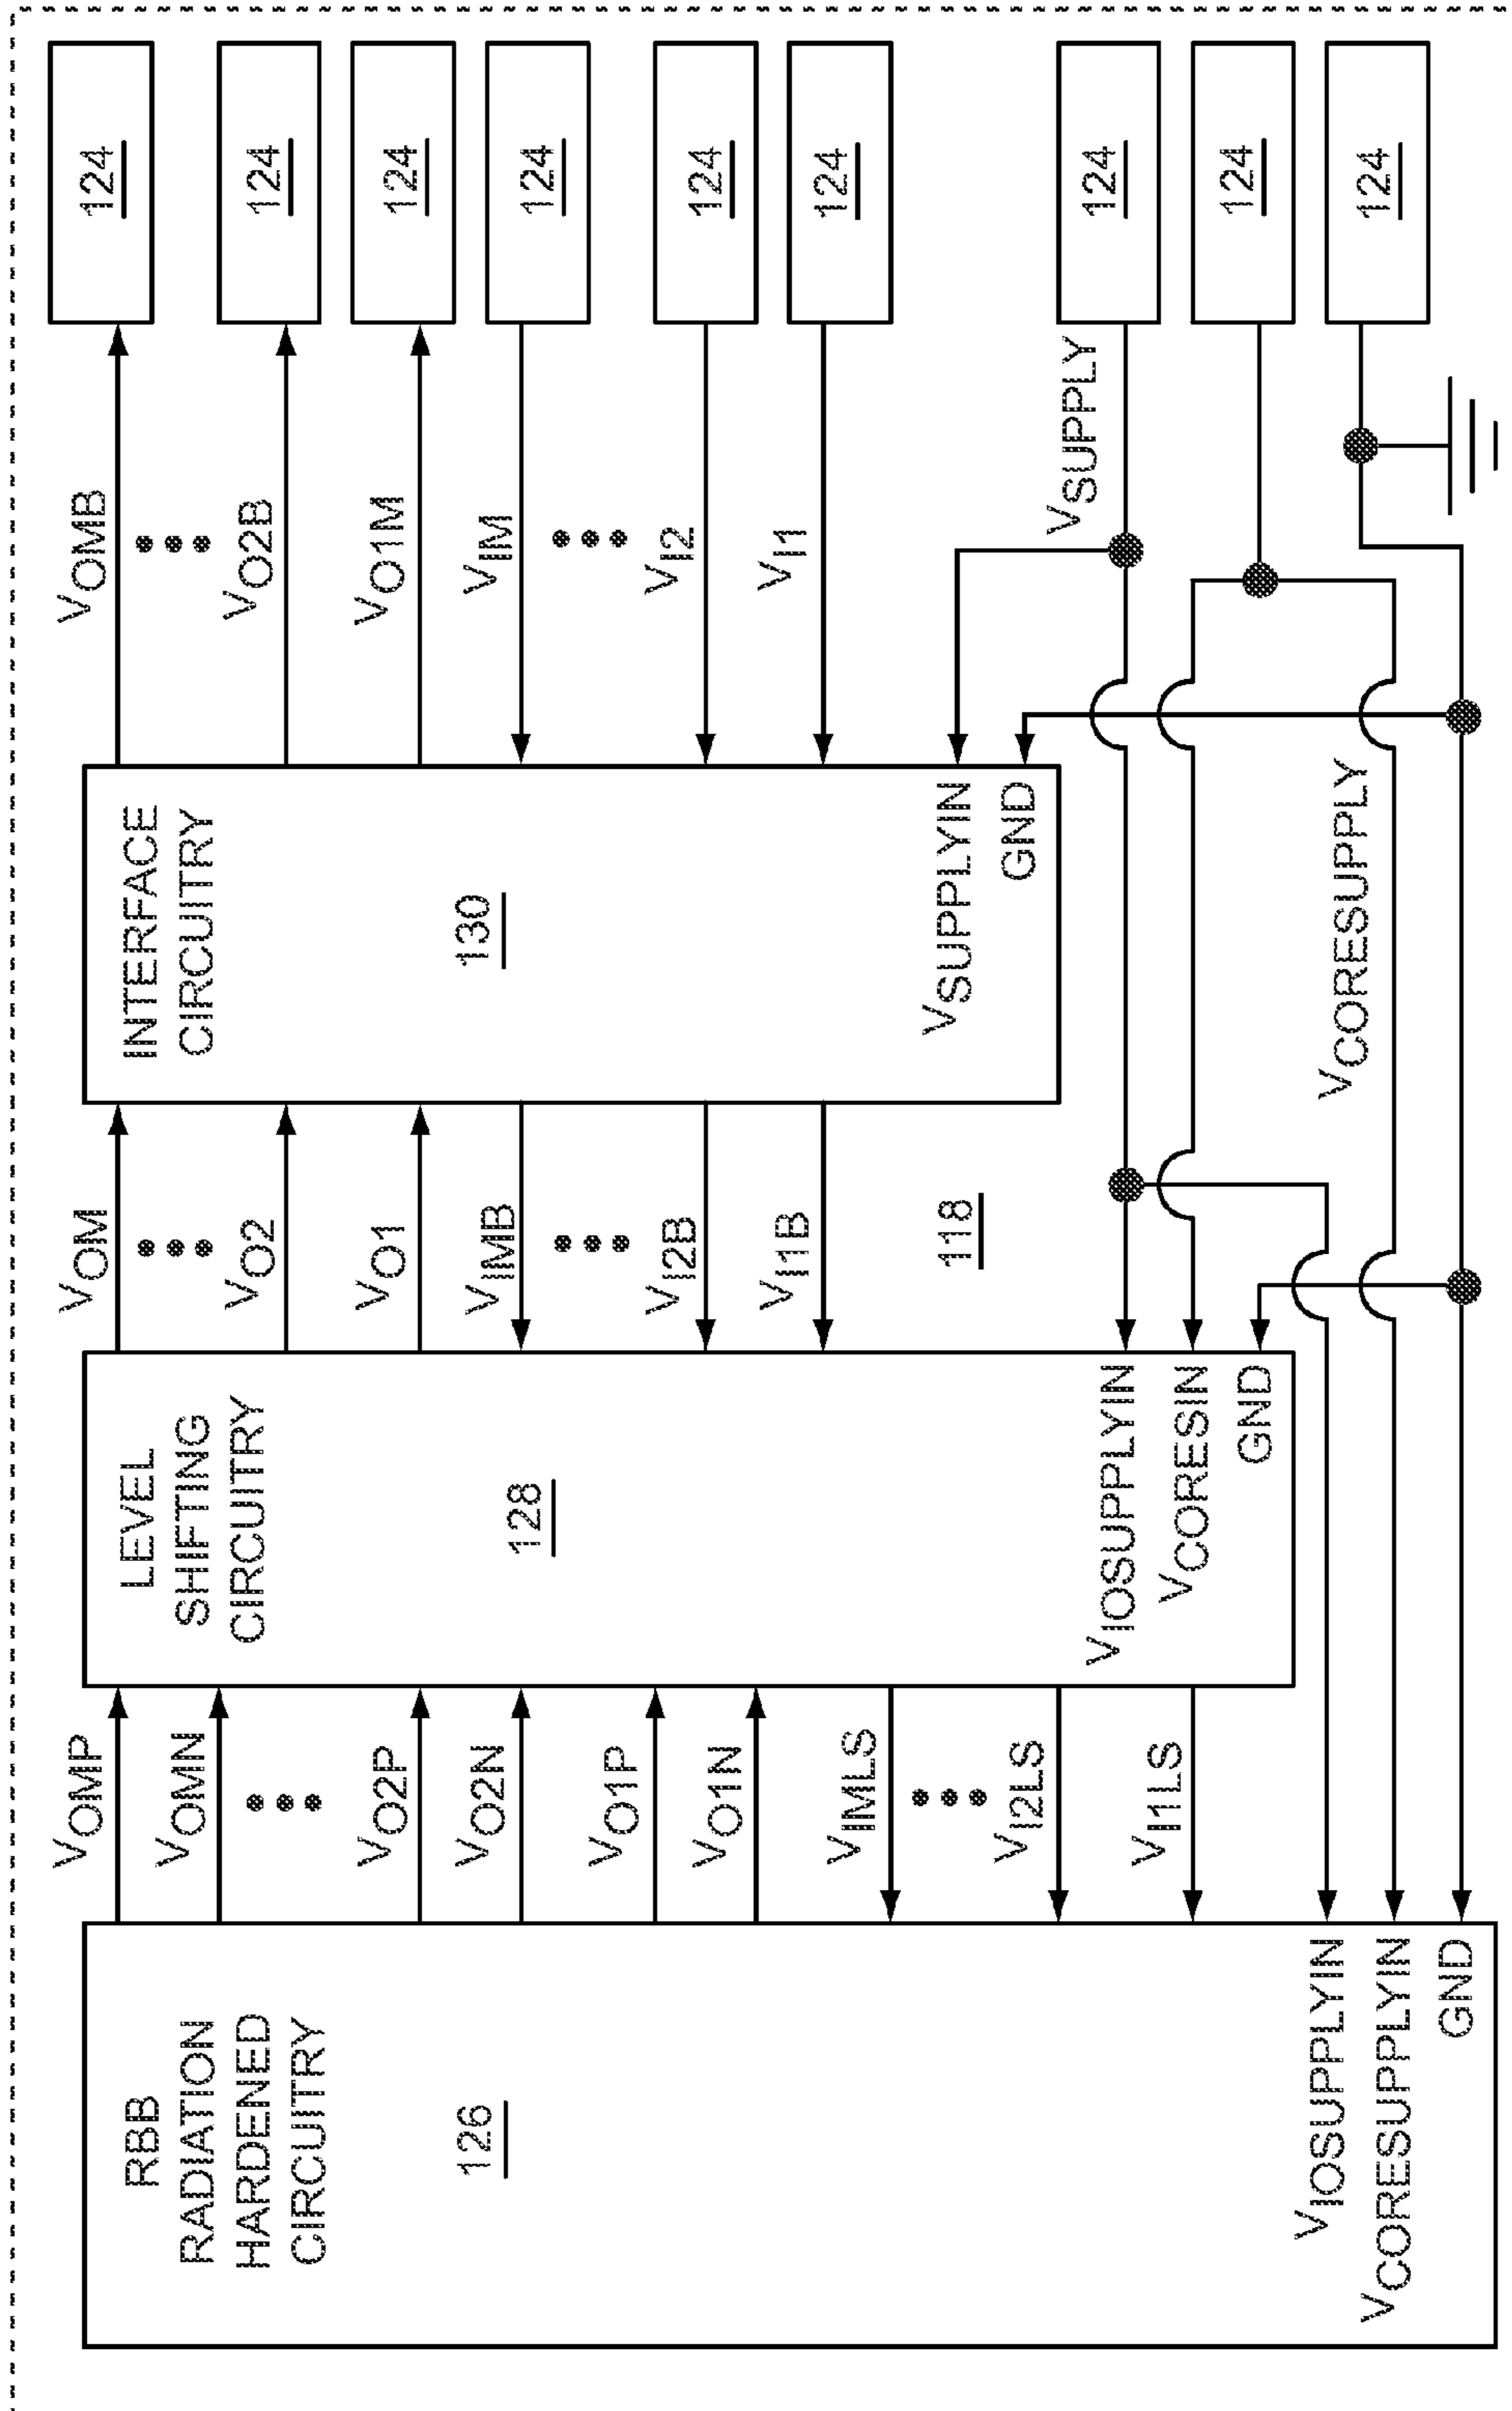 RBB
RADIATION
HARDENED
CIRCUITRY
126
VIOSUPPLYIN
VCORESUPPLYIN
GND
VOMP
VOMN
VO2P
VO2N
VO1P
VO1N
VIMLS
VI2LS
VI1LS
LEVEL
SHIFTING
CIRCUITRY
128
VIOSUPPLYIN
VCORESIN
GND
VOM
VO2
VO1
VIMB
VI2B
VI1B
118
INTERFACE
CIRCUITRY
130
VSUPPLYIN
GND
VCORESUPPLY
VOMB
VO2B
VO1M
VIM
VI2
VI1
VSUPPLY
124
124
124
124
124
124
124
124
124